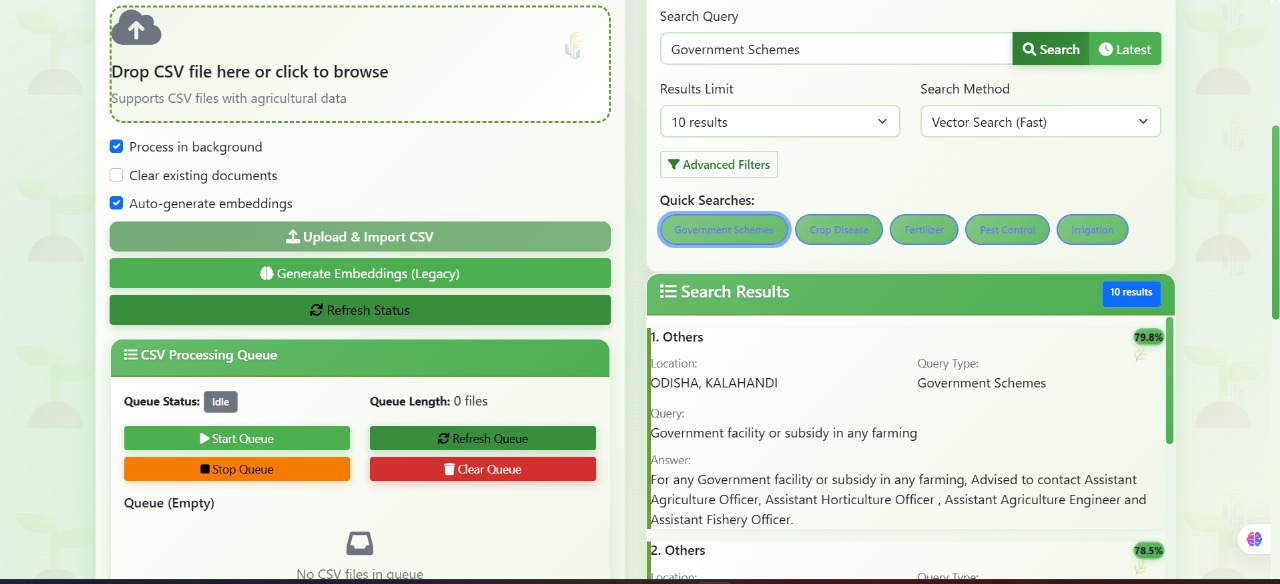 Drop CSV file here or click to browse
Supports CSV files with agricultural data
Process in background
Clear existing documents
Auto-generate embeddings
Upload & Import CSV
Generate Embeddings (Legacy)
Refresh Status
CSV Processing Queue
Queue Status: Idle
Queue Length: 0 files
Start Queue
Refresh Queue
Stop Queue
Clear Queue
Queue (Empty)
No CSV files in queue
Search Query
Government Schemes
Search
Latest
Results Limit
Search Method
10 results
Vector Search (Fast)
Advanced Filters
Quick Searches:
Government Schemes
Crop Disease
Fertilizer
Pest Control
Irrigation
Search Results
10 results
1. Others
79.8%
Location:
Query Type:
ODISHA, KALAHANDI
Government Schemes
Query:
Government facility or subsidy in any farming
Answer:
For any Government facility or subsidy in any farming, Advised to contact Assistant
Agriculture Officer, Assistant Horticulture Officer , Assistant Agriculture Engineer and
Assistant Fishery Officer.
2. Others
78.5%
Location:
Query Type: